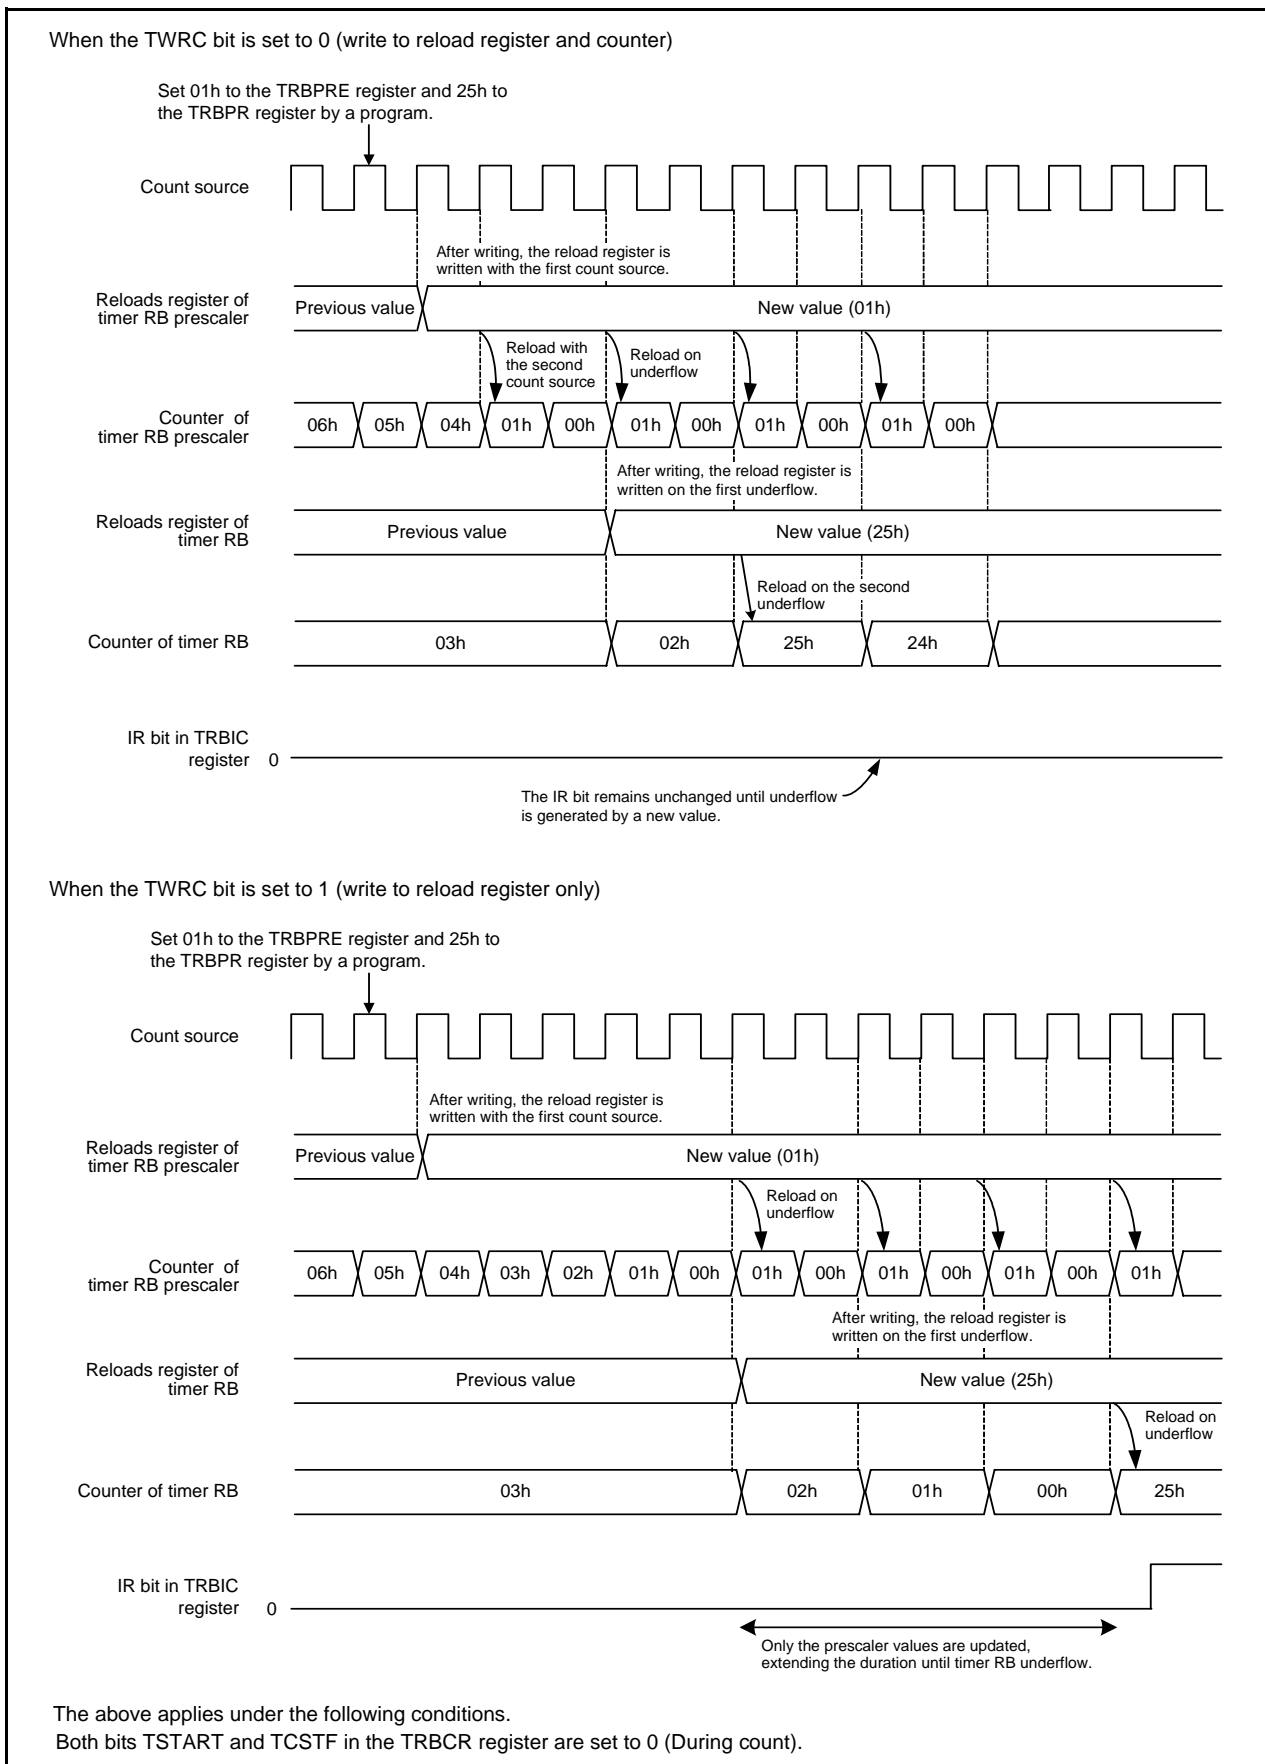 When the TWRC bit is set to 0 (write to reload register and counter)
Set 01h to the TRBPRE register and 25h to
the TRBPR register by a program.
Count source
After writing, the reload register is
written with the first count source.
Reloads register of
timer RB prescaler
Previous value
New value (01h)
Reload with
the second
count source
Reload on
underflow
Counter of
timer RB prescaler
06h 05h 04h 01h 00h 01h 00h 01h 00h 01h 00h
After writing, the reload register is
written on the first underflow.
Reloads register of
timer RB
Previous value
New value (25h)
Reload on the second
underflow
Counter of timer RB
03h 02h 25h 24h
IR bit in TRBIC
register
0
The IR bit remains unchanged until underflow
is generated by a new value.
When the TWRC bit is set to 1 (write to reload register only)
Set 01h to the TRBPRE register and 25h to
the TRBPR register by a program.
Count source
After writing, the reload register is
written with the first count source.
Reloads register of
timer RB prescaler
Previous value
New value (01h)
Reload on
underflow
Counter of
timer RB prescaler
06h 05h 04h 03h 02h 01h 00h 01h 00h 01h 00h 01h 00h 01h
After writing, the reload register is
written on the first underflow.
Reloads register of
timer RB
Previous value
New value (25h)
Reload on
underflow
Counter of timer RB
03h 02h 01h 00h 25h
IR bit in TRBIC
register
0
Only the prescaler values are updated,
extending the duration until timer RB underflow.
The above applies under the following conditions.
Both bits TSTART and TCSTF in the TRBCR register are set to 0 (During count).